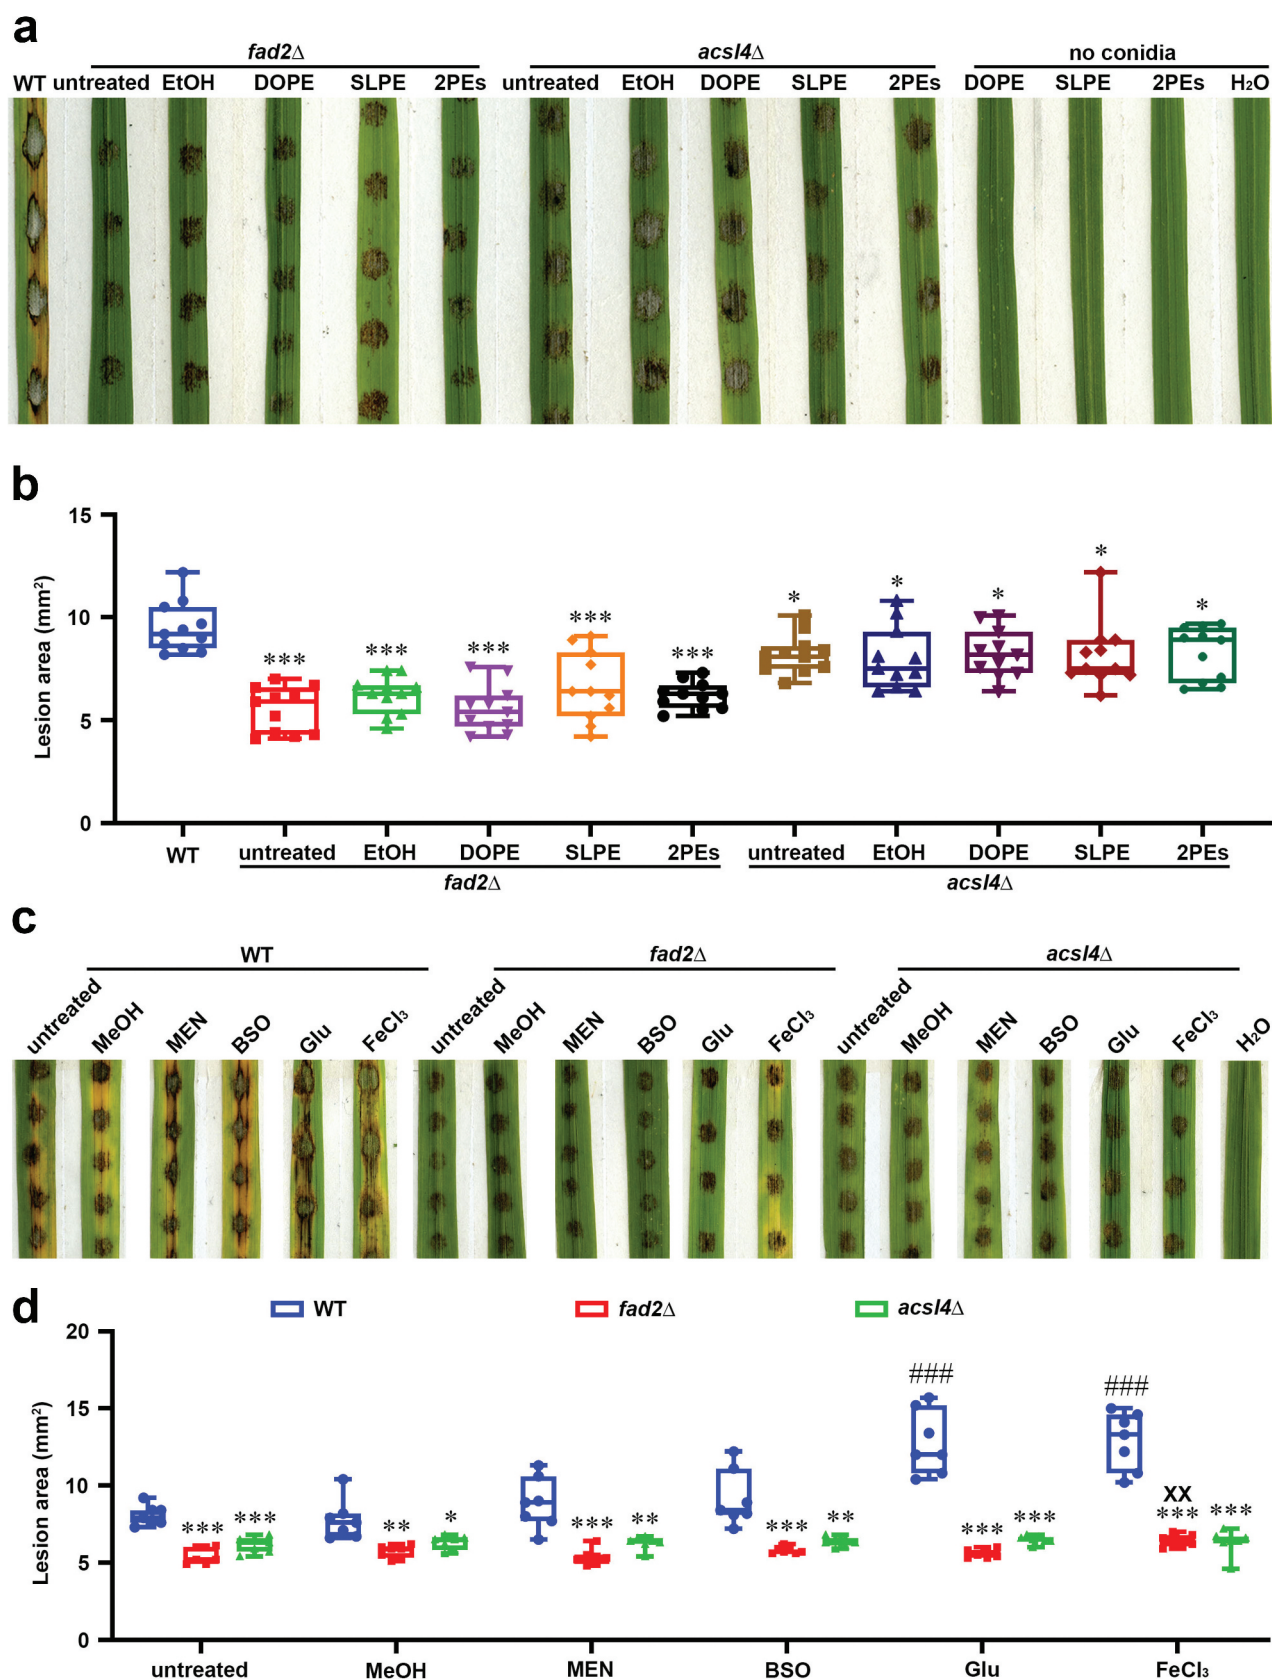 a
fad2Δ acsl4Δ no conidia
WT untreated EtOH DOPE SLPE 2PEs untreated EtOH DOPE SLPE 2PEs DOPE SLPE 2PEs H₂O
b
15
10
5
0
Lesion area (mm²)
*** *** *** *** *** * * * * *
WT untreated EtOH DOPE SLPE 2PEs untreated EtOH DOPE SLPE 2PEs
fad2Δ acsl4Δ
c
WT fad2Δ acsl4Δ
untreated MeOH MEN BSO Glu FeCl₃ untreated MeOH MEN BSO Glu FeCl₃ untreated MeOH MEN BSO Glu FeCl₃ H₂O
d
WT fad2Δ acsl4Δ
20
15
10
5
0
Lesion area (mm²)
### ###
XX
*** *** ** * *** ** *** ** *** *** *** ***
untreated MeOH MEN BSO Glu FeCl₃